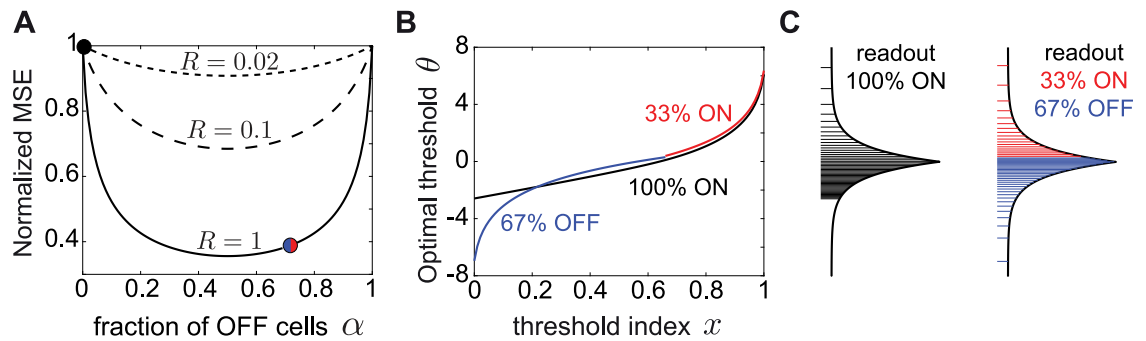 A
Normalized MSE
1
0.8
0.6
0.4
0
0.2
0.4
0.6
0.8
1
R = 0.02
R = 0.1
R = 1
fraction of OFF cells α
B
Optimal threshold θ
8
4
0
-4
-8
0
0.2
0.4
0.6
0.8
1
33% ON
100% ON
67% OFF
threshold index x
C
readout
100% ON
readout
33% ON
67% OFF